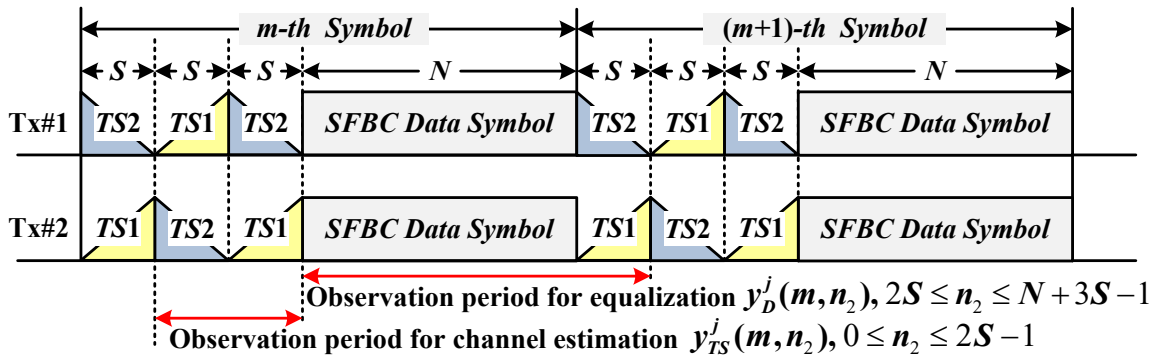 m-th Symbol (m+1)-th Symbol
S S S N S S S N
Tx#1 TS2 TS1 TS2 SFBC Data Symbol TS2 TS1 TS2 SFBC Data Symbol
Tx#2 TS1 TS2 TS1 SFBC Data Symbol TS1 TS2 TS1 SFBC Data Symbol
Observation period for equalization y_D^j(m,n_2), 2S ≤ n_2 ≤ N+3S−1
Observation period for channel estimation y_{TS}^j(m,n_2), 0 ≤ n_2 ≤ 2S−1